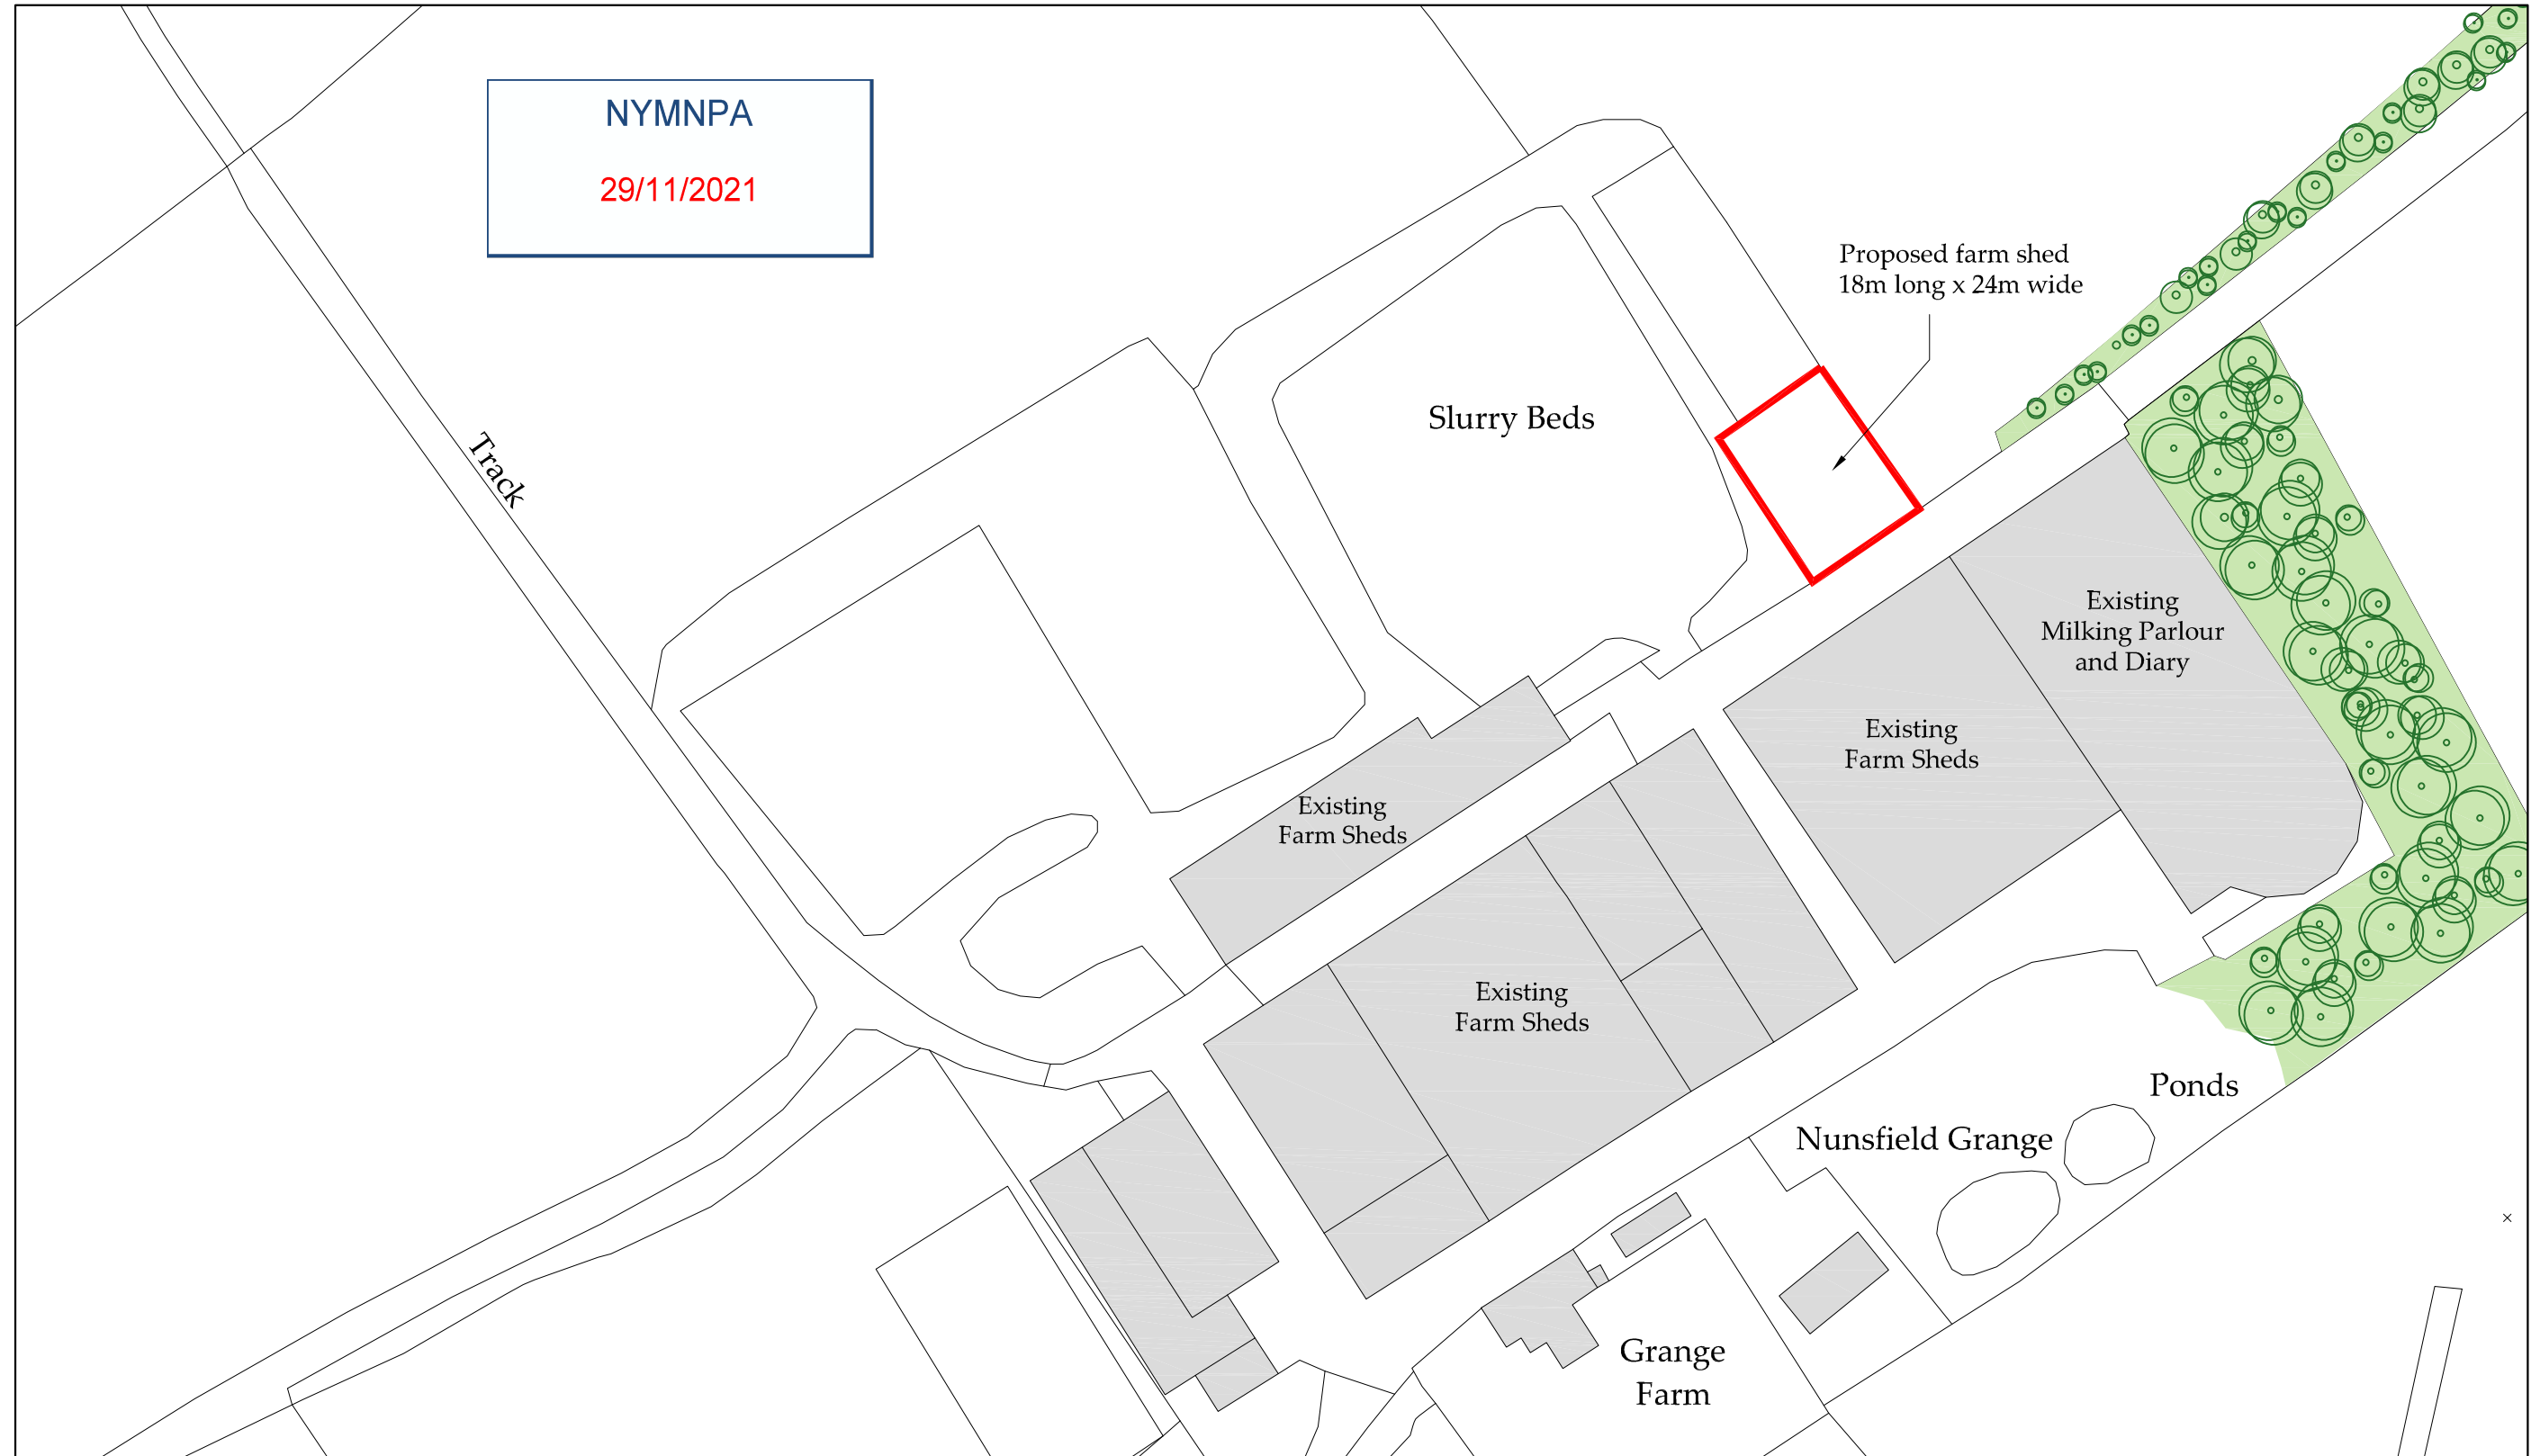 NYMNPA
29/11/2021
Proposed farm shed
18m long x 24m wide
Slurry Beds
Track
Existing
Milking Parlour
and Diary
Existing
Farm Sheds
Existing
Farm Sheds
Existing
Farm Sheds
Ponds
Nunsfield Grange
Grange
Farm